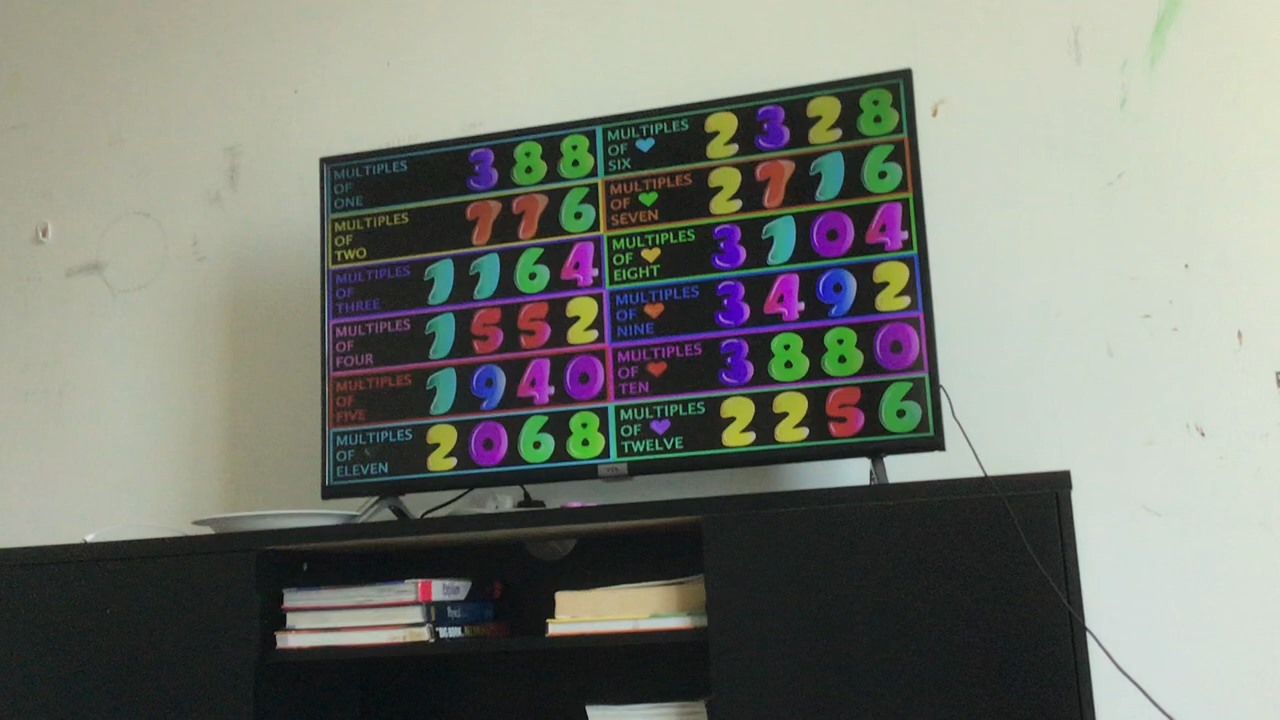 MULTIPLES
OF
ONE
388
MULTIPLES
OF
TWO
776
MULTIPLES
OF
THREE
1164
MULTIPLES
OF
FOUR
1552
MULTIPLES
OF
FIVE
1940
MULTIPLES
OF
ELEVEN
2068
MULTIPLES
OF
SIX
2328
MULTIPLES
OF
SEVEN
2716
MULTIPLES
OF
EIGHT
3104
MULTIPLES
OF
NINE
3492
MULTIPLES
OF
TEN
3880
MULTIPLES
OF
TWELVE
2256
BIG BOOK